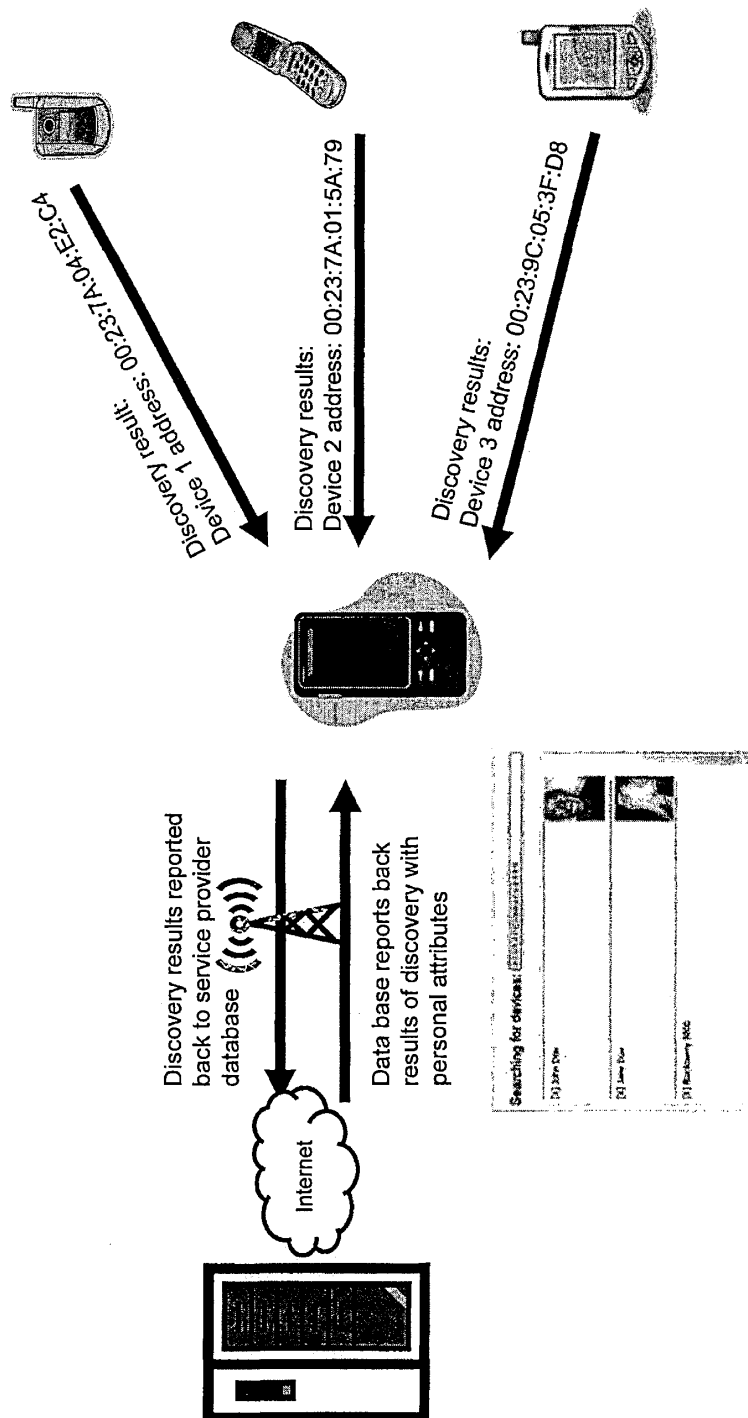 Discovery result:
Device 1 address: 00:23:7A:04:E2:C4
Discovery results:
Device 2 address: 00:23:7A:01:5A:79
Discovery results:
Device 3 address: 00:23:9C:05:3F:D8
Discovery results reported
back to service provider
database
Internet
Data base reports back
results of discovery with
personal attributes
Searching for devices:
John Doe
Jane Doe